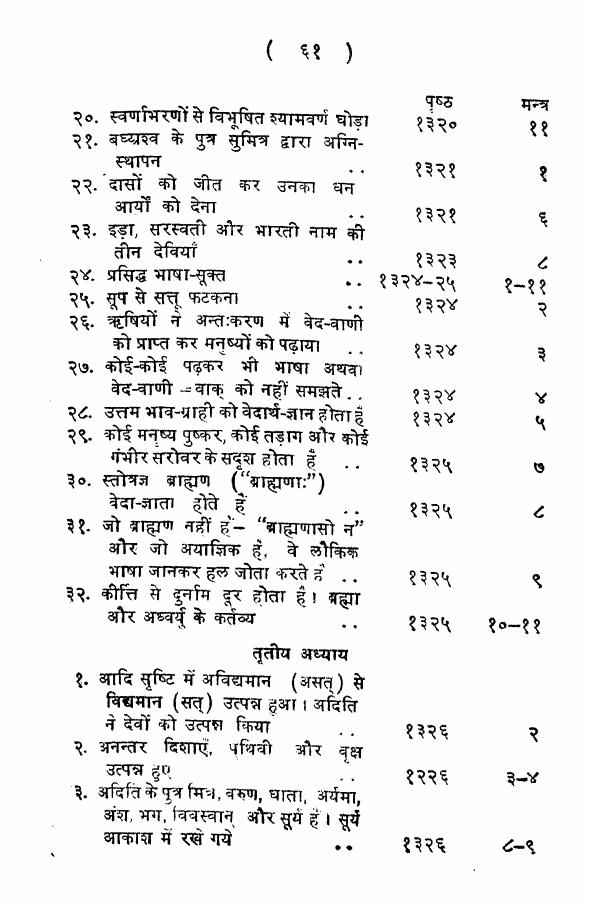 ( ६१ )
पृष्ठ मन्त्र
२०. स्वर्णाभरणों से विभूषित श्यामवर्ण घोड़ा १३२० ११
२१. बध्य्रश्व के पुत्र सुमित्र द्वारा अग्नि-
स्थापन .. १३२१ १
२२. दासों को जीत कर उनका धन
आर्यों को देना .. १३२१ ६
२३. इड़ा, सरस्वती और भारती नाम की
तीन देवियाँ .. १३२३ ८
२४. प्रसिद्ध भाषा-सूक्त .. १३२४-२५ १-११
२५. सूप से सत्तू फटकना .. १३२४ २
२६. ऋषियों ने अन्तःकरण में वेद-वाणी
को प्राप्त कर मनुष्यों को पढ़ाया .. १३२४ ३
२७. कोई-कोई पढ़कर भी भाषा अथवा
वेद-वाणी = वाक् को नहीं समझते .. १३२४ ४
२८. उत्तम भाव-ग्राही को वेदार्थ-ज्ञान होता है १३२४ ५
२९. कोई मनुष्य पुष्कर, कोई तड़ाग और कोई
गंभीर सरोवर के सदृश होता है .. १३२५ ७
३०. स्तोत्रज्ञ ब्राह्मण ("ब्राह्मणाः")
वेदा-ज्ञाता होते हैं .. १३२५ ८
३१. जो ब्राह्मण नहीं हैं– "ब्राह्मणासो न"
और जो अयाज्ञिक हैं, वे लौकिक
भाषा जानकर हल जोता करते हैं .. १३२५ ९
३२. कीर्त्ति से दुर्नाम दूर होता है। ब्रह्मा
और अध्वर्यु के कर्तव्य .. १३२५ १०-११
तृतीय अध्याय
१. आदि सृष्टि में अविद्यमान (असत्) से
विद्यमान (सत्) उत्पन्न हुआ। अदिति
ने देवों को उत्पन्न किया .. १३२६ २
२. अनन्तर दिशाएँ, पथिवी और वृक्ष
उत्पन्न हुए .. १२२६ ३-४
३. अदिति के पुत्र मित्र, वरुण, धाता, अर्यमा,
अंश, भग, विवस्वान् और सूर्य हैं। सूर्य
आकाश में रखे गये .. १३२६ ८-९